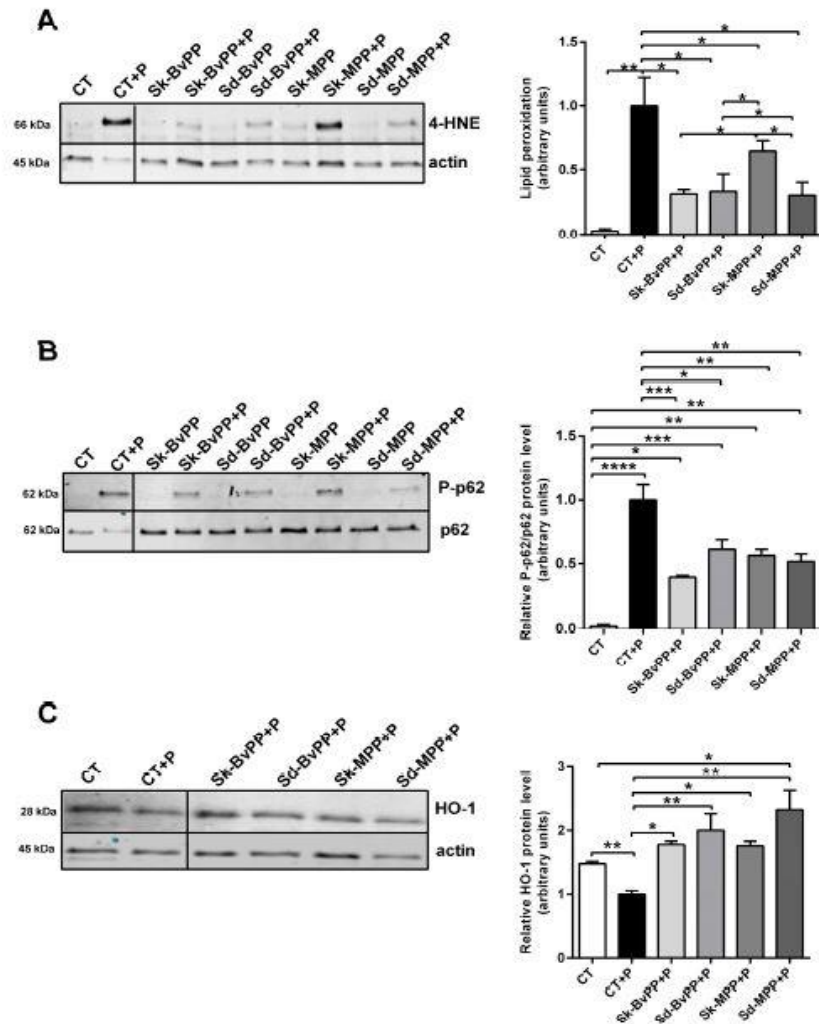 A
CT
CT+P
Sk-BvPP
Sk-BvPP+P
Sd-BvPP
Sd-BvPP+P
Sk-MPP
Sk-MPP+P
Sd-MPP
Sd-MPP+P
66 kDa
4-HNE
45 kDa
actin
Lipid peroxidation
(arbitrary units)
1.5
1.0
0.5
0.0
**
*
*
*
*
*
*
*
*
CT
CT+P
Sk-BvPP+P
Sd-BvPP+P
Sk-MPP+P
Sd-MPP+P
B
CT
CT+P
Sk-BvPP
Sk-BvPP+P
Sd-BvPP
Sd-BvPP+P
Sk-MPP
Sk-MPP+P
Sd-MPP
Sd-MPP+P
62 kDa
P-p62
62 kDa
p62
Relative P-p62/p62 protein level
(arbitrary units)
1.5
1.0
0.5
0.0
**
**
*
***
**
**
***
*
****
CT
CT+P
Sk-BvPP+P
Sd-BvPP+P
Sk-MPP+P
Sd-MPP+P
C
CT
CT+P
Sk-BvPP+P
Sd-BvPP+P
Sk-MPP+P
Sd-MPP+P
28 kDa
HO-1
45 kDa
actin
Relative HO-1 protein level
(arbitrary units)
3
2
1
0
*
**
*
**
*
**
CT
CT+P
Sk-BvPP+P
Sd-BvPP+P
Sk-MPP+P
Sd-MPP+P